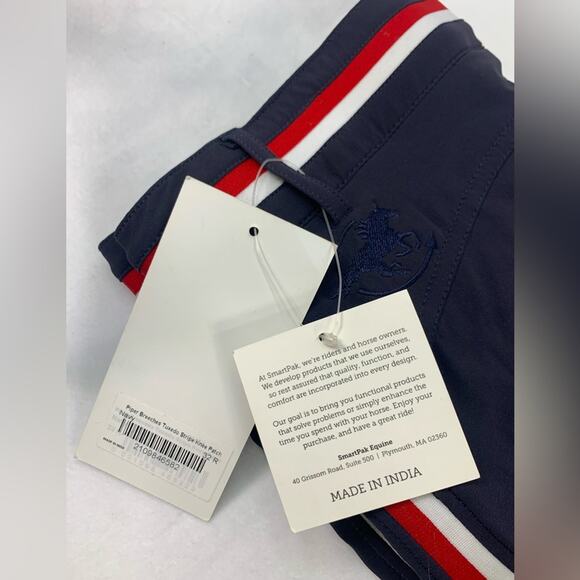 Piper Breeches Tuxedo Stripe Knee Patch
Navy
32 R
MADE IN INDIA
2109846582
At SmartPak, we're riders and horse owners.
We develop products that we use ourselves,
so rest assured that quality, function, and
comfort are incorporated into every design.
Our goal is to bring you functional products
that solve problems or simply enhance the
time you spend with your horse. Enjoy your
purchase, and have a great ride!
SmartPak Equine
40 Grissom Road, Suite 500 | Plymouth, MA 02360
MADE IN INDIA